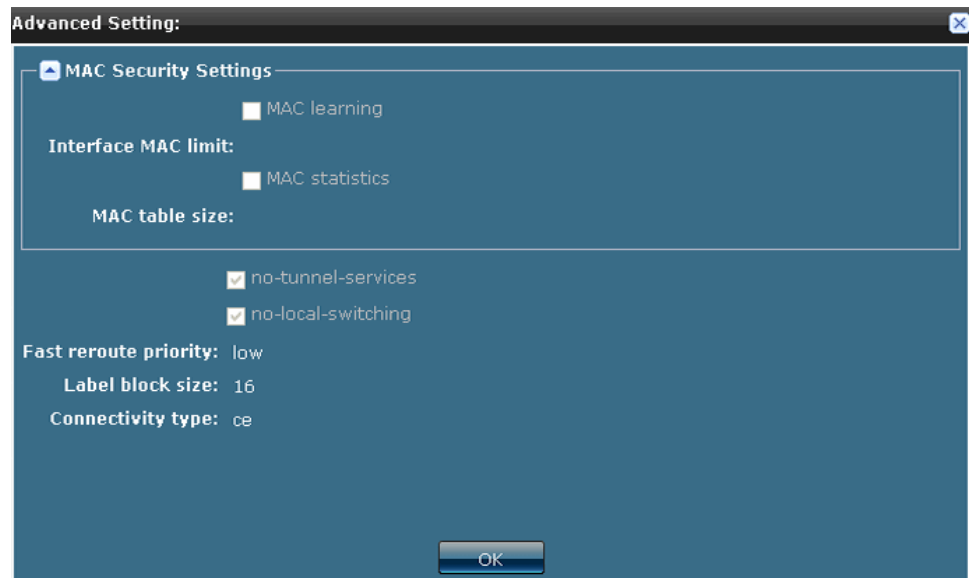 Advanced Setting:
MAC Security Settings
MAC learning
Interface MAC limit:
MAC statistics
MAC table size:
no-tunnel-services
no-local-switching
Fast reroute priority: low
Label block size: 16
Connectivity type: ce
OK